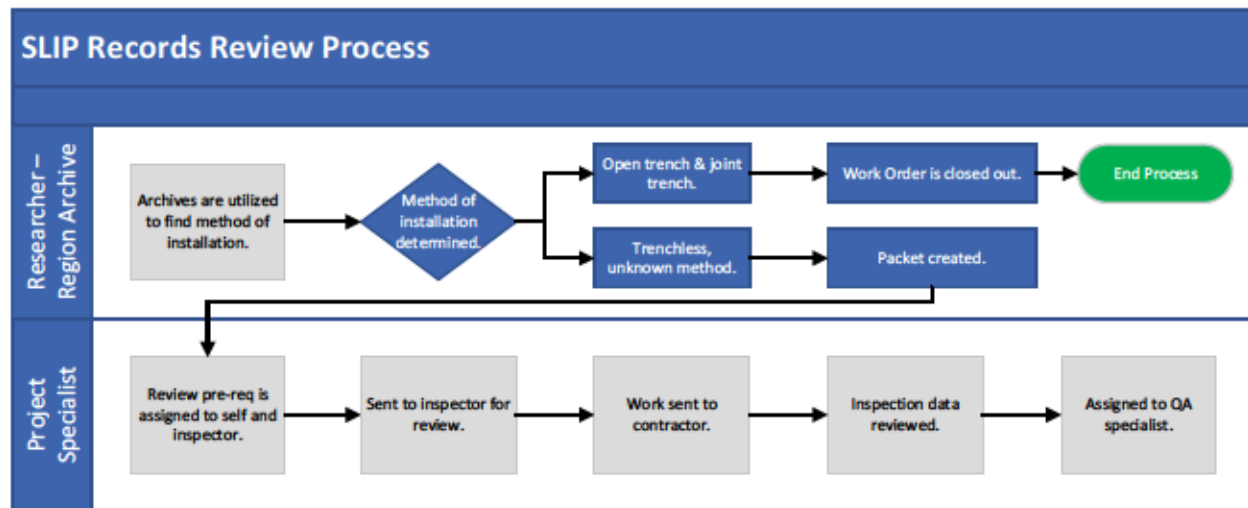 SLIP Records Review Process
Researcher –
Region Archive
Archives are utilized
to find method of
installation.
Method of
installation
determined.
Open trench & joint
trench.
Work Order is closed out.
End Process
Trenchless,
unknown method.
Packet created.
Project
Specialist
Review pre-req is
assigned to self and
inspector.
Sent to inspector for
review.
Work sent to
contractor.
Inspection data
reviewed.
Assigned to QA
specialist.